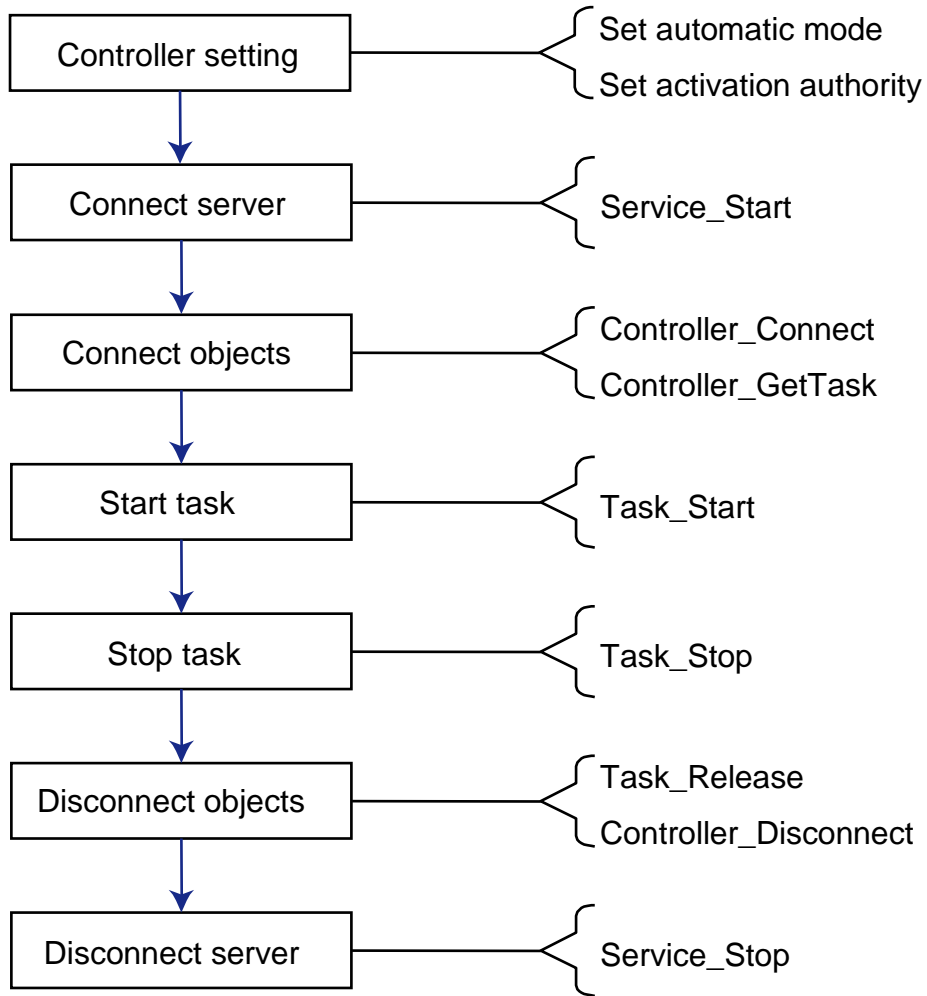 Controller setting
Set automatic mode
Set activation authority
Connect server
Service_Start
Connect objects
Controller_Connect
Controller_GetTask
Start task
Task_Start
Stop task
Task_Stop
Disconnect objects
Task_Release
Controller_Disconnect
Disconnect server
Service_Stop